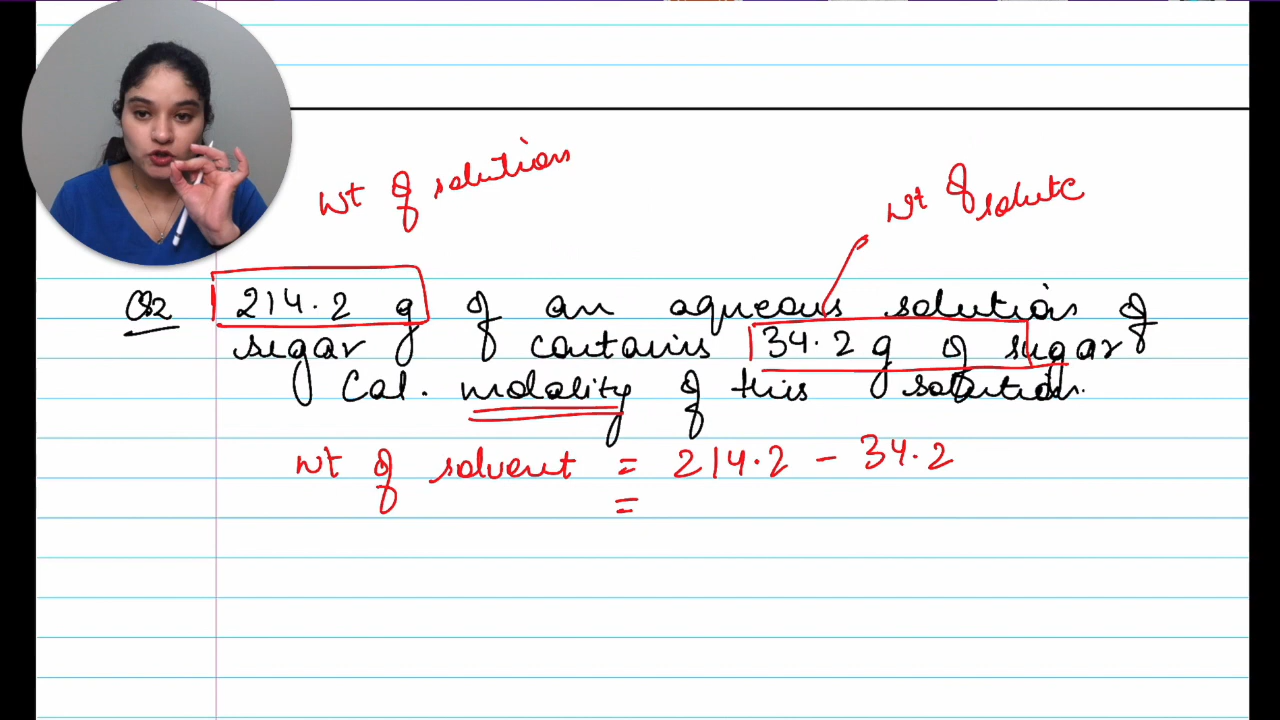 wt of solution
wt of solute
Q2 214.2 g of an aqueous solution of
sugar of contains 34.2 g of sugar
Cal. molality of this solution.
wt of solvent = 214.2 - 34.2
=